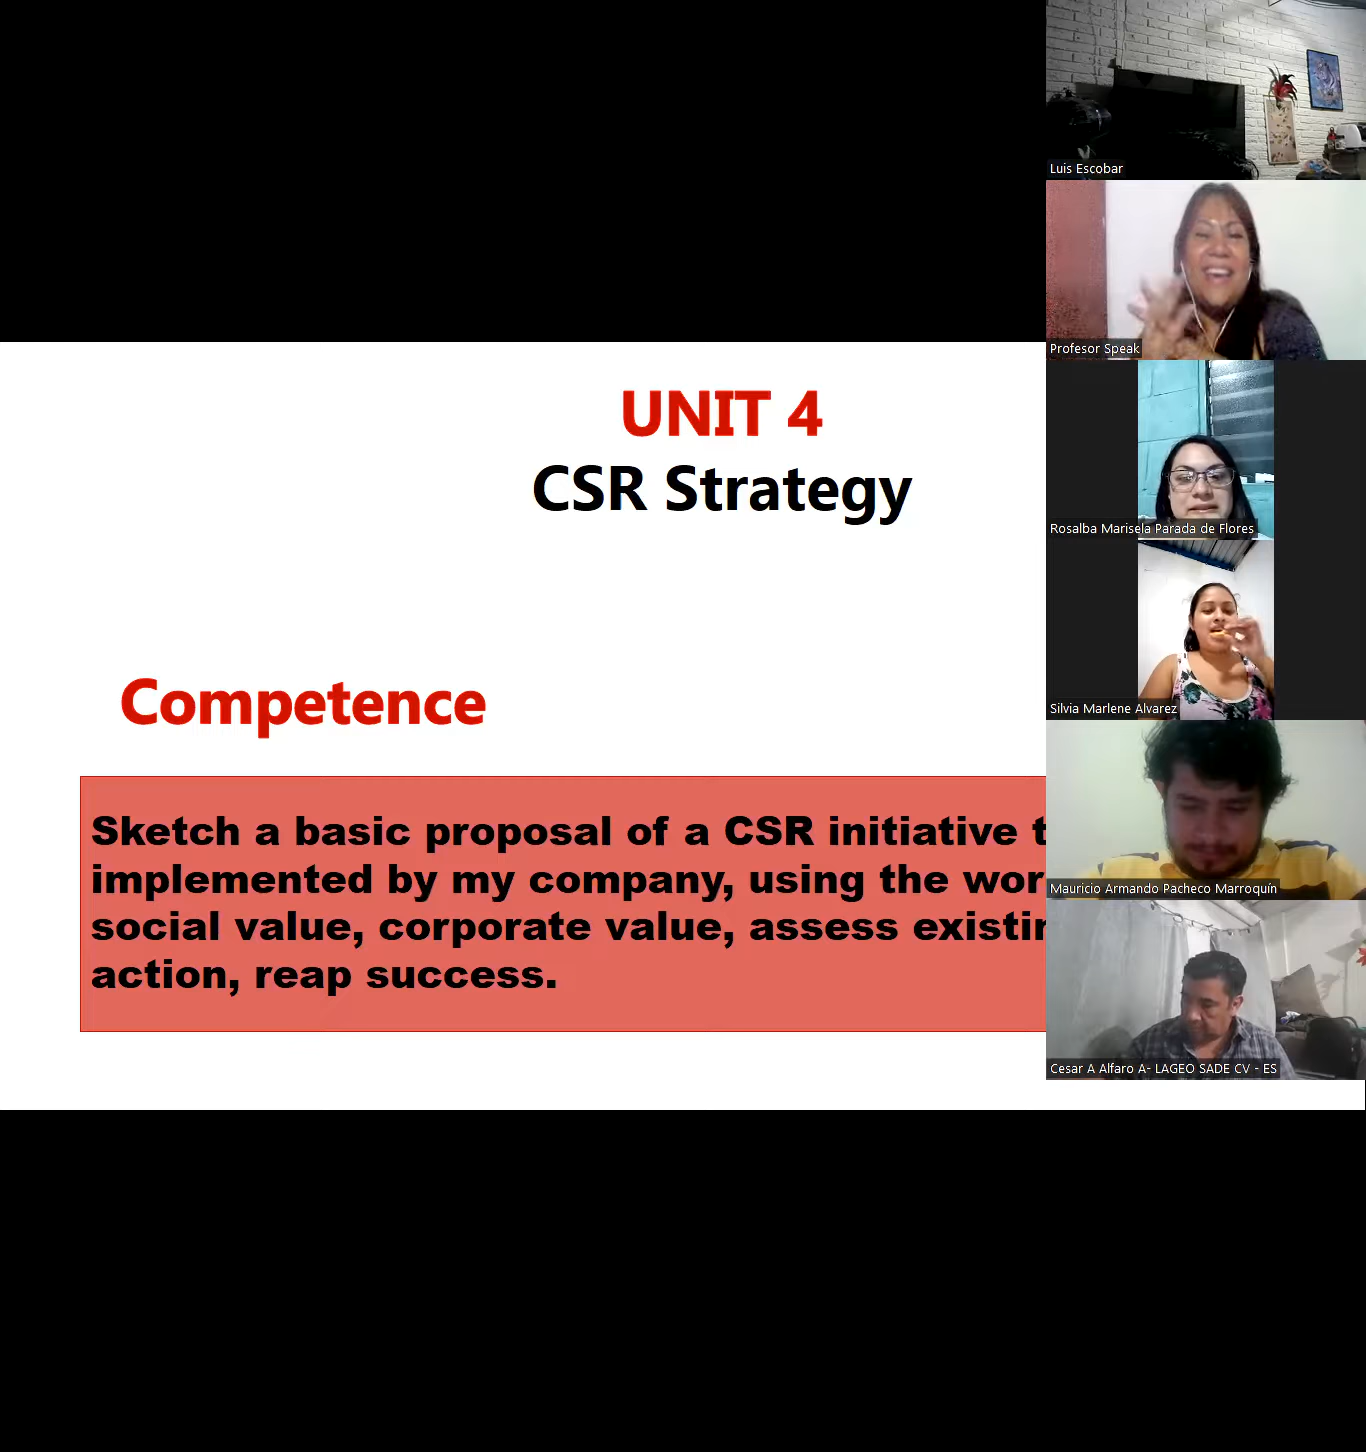 UNIT 4
CSR Strategy
Competence
Sketch a basic proposal of a CSR initiative
implemented by my company, using the
social value, corporate value, assess
action, reap success.
Luis Escobar
Profesor Speak
Rosalba Marisela Parada de Flores
Silvia Marlene Alvarez
Mauricio Armando Pacheco Marroquín
Cesar A Alfaro A- LAGEO SADE CV - ES